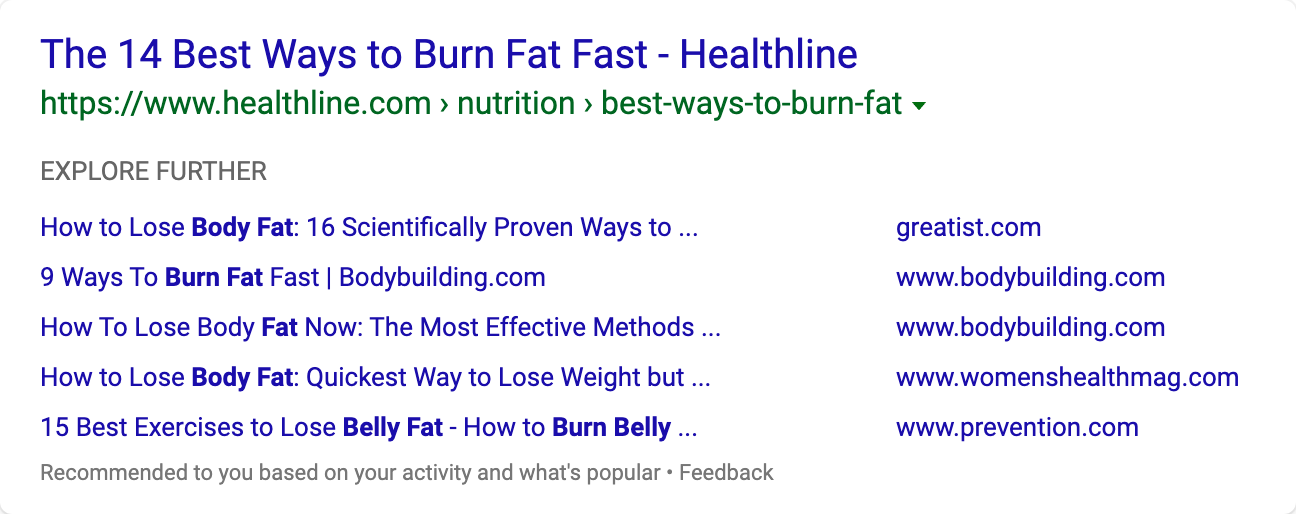 The 14 Best Ways to Burn Fat Fast - Healthline
https://www.healthline.com › nutrition › best-ways-to-burn-fat
EXPLORE FURTHER
How to Lose Body Fat: 16 Scientifically Proven Ways to ... greatist.com
9 Ways To Burn Fat Fast | Bodybuilding.com www.bodybuilding.com
How To Lose Body Fat Now: The Most Effective Methods ... www.bodybuilding.com
How to Lose Body Fat: Quickest Way to Lose Weight but ... www.womenshealthmag.com
15 Best Exercises to Lose Belly Fat - How to Burn Belly ... www.prevention.com
Recommended to you based on your activity and what's popular • Feedback